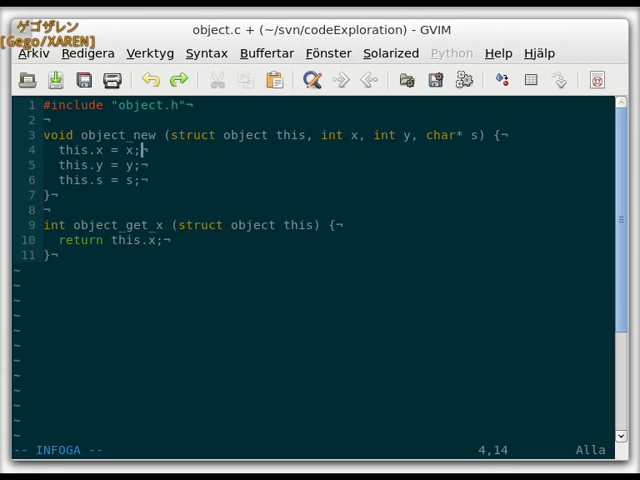 ゲゴザレン
[Gego/XAREN]
object.c + (~/svn/codeExploration) - GVIM
Arkiv Redigera Verktyg Syntax Buffertar Fönster Solarized Python Help Hjälp
1 #include "object.h"¬
2 ¬
3 void object_new (struct object this, int x, int y, char* s) {¬
4 this.x = x;¬
5 this.y = y;¬
6 this.s = s;¬
7 }¬
8 ¬
9 int object_get_x (struct object this) {¬
10 return this.x;¬
11 }¬
~
~
~
~
~
~
~
~
~
~
~
-- INFOGA -- 4,14 Alla